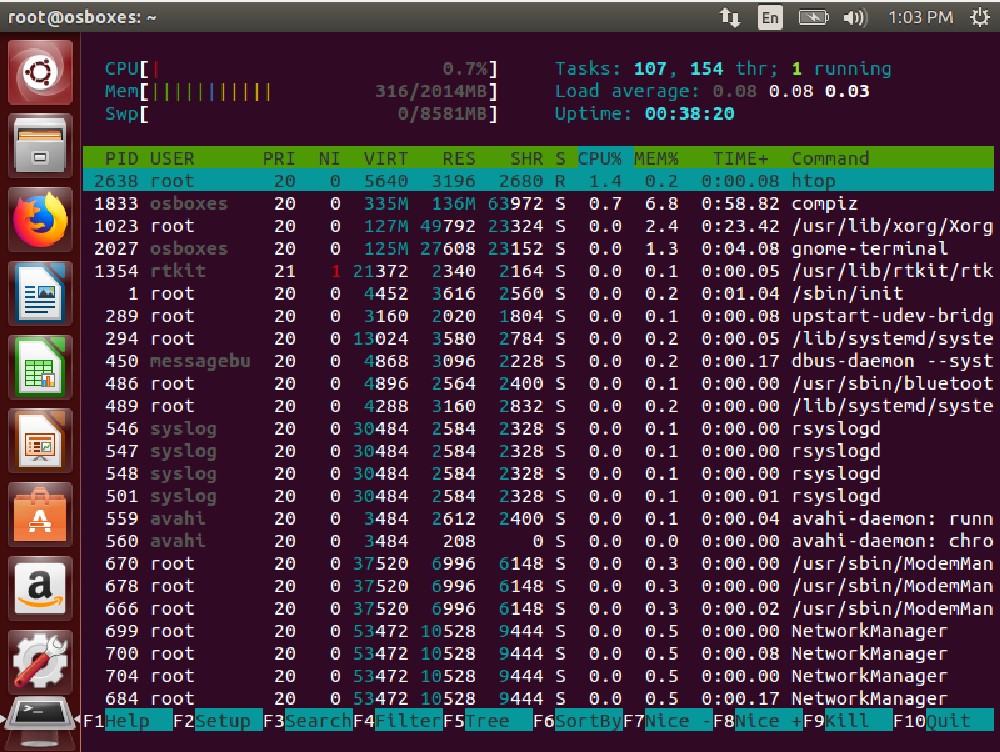 root@osboxes: ~ En 1:03 PM
CPU[| 0.7%] Tasks: 107, 154 thr; 1 running
Mem[||||||||||| 316/2014MB] Load average: 0.08 0.08 0.03
Swp[ 0/8581MB] Uptime: 00:38:20
PID USER PRI NI VIRT RES SHR S CPU% MEM% TIME+ Command
2638 root 20 0 5640 3196 2680 R 1.4 0.2 0:00.08 htop
1833 osboxes 20 0 335M 136M 63972 S 0.7 6.8 0:58.82 compiz
1023 root 20 0 127M 49792 23324 S 0.0 2.4 0:23.42 /usr/lib/xorg/Xorg
2027 osboxes 20 0 125M 27608 23152 S 0.0 1.3 0:04.08 gnome-terminal
1354 rtkit 21 1 21372 2340 2164 S 0.0 0.1 0:00.05 /usr/lib/rtkit/rtk
1 root 20 0 4452 3616 2560 S 0.0 0.2 0:01.04 /sbin/init
289 root 20 0 3160 2020 1804 S 0.0 0.1 0:00.08 upstart-udev-bridg
294 root 20 0 13024 3580 2784 S 0.0 0.2 0:00.05 /lib/systemd/syste
450 messagebu 20 0 4868 3096 2228 S 0.0 0.2 0:00.17 dbus-daemon --syst
486 root 20 0 4896 2564 2400 S 0.0 0.1 0:00.00 /usr/sbin/bluetoot
489 root 20 0 4288 3160 2832 S 0.0 0.2 0:00.00 /lib/systemd/syste
546 syslog 20 0 30484 2584 2328 S 0.0 0.1 0:00.00 rsyslogd
547 syslog 20 0 30484 2584 2328 S 0.0 0.1 0:00.00 rsyslogd
548 syslog 20 0 30484 2584 2328 S 0.0 0.1 0:00.00 rsyslogd
501 syslog 20 0 30484 2584 2328 S 0.0 0.1 0:00.01 rsyslogd
559 avahi 20 0 3484 2612 2400 S 0.0 0.1 0:00.04 avahi-daemon: runn
560 avahi 20 0 3484 208 0 S 0.0 0.0 0:00.00 avahi-daemon: chro
670 root 20 0 37520 6996 6148 S 0.0 0.3 0:00.00 /usr/sbin/ModemMan
678 root 20 0 37520 6996 6148 S 0.0 0.3 0:00.00 /usr/sbin/ModemMan
666 root 20 0 37520 6996 6148 S 0.0 0.3 0:00.02 /usr/sbin/ModemMan
699 root 20 0 53472 10528 9444 S 0.0 0.5 0:00.00 NetworkManager
700 root 20 0 53472 10528 9444 S 0.0 0.5 0:00.08 NetworkManager
704 root 20 0 53472 10528 9444 S 0.0 0.5 0:00.00 NetworkManager
684 root 20 0 53472 10528 9444 S 0.0 0.5 0:00.17 NetworkManager
F1Help F2Setup F3SearchF4FilterF5Tree F6SortByF7Nice -F8Nice +F9Kill F10Quit